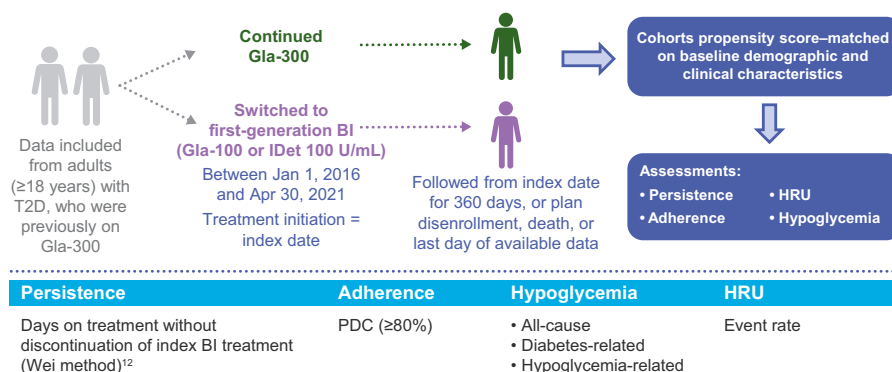 Continued
Gla-300
Cohorts propensity score–matched
on baseline demographic and
clinical characteristics
Data included
from adults
(≥18 years) with
T2D, who were
previously on
Gla-300
Switched to
first-generation BI
(Gla-100 or IDet 100 U/mL)
Between Jan 1, 2016
and Apr 30, 2021
Treatment initiation =
index date
Followed from index date
for 360 days, or plan
disenrollment, death, or
last day of available data
Assessments:
• Persistence • HRU
• Adherence • Hypoglycemia
Persistence Adherence Hypoglycemia HRU
Days on treatment without
discontinuation of index BI treatment
(Wei method)¹²
PDC (≥80%)
• All-cause
• Diabetes-related
• Hypoglycemia-related
Event rate